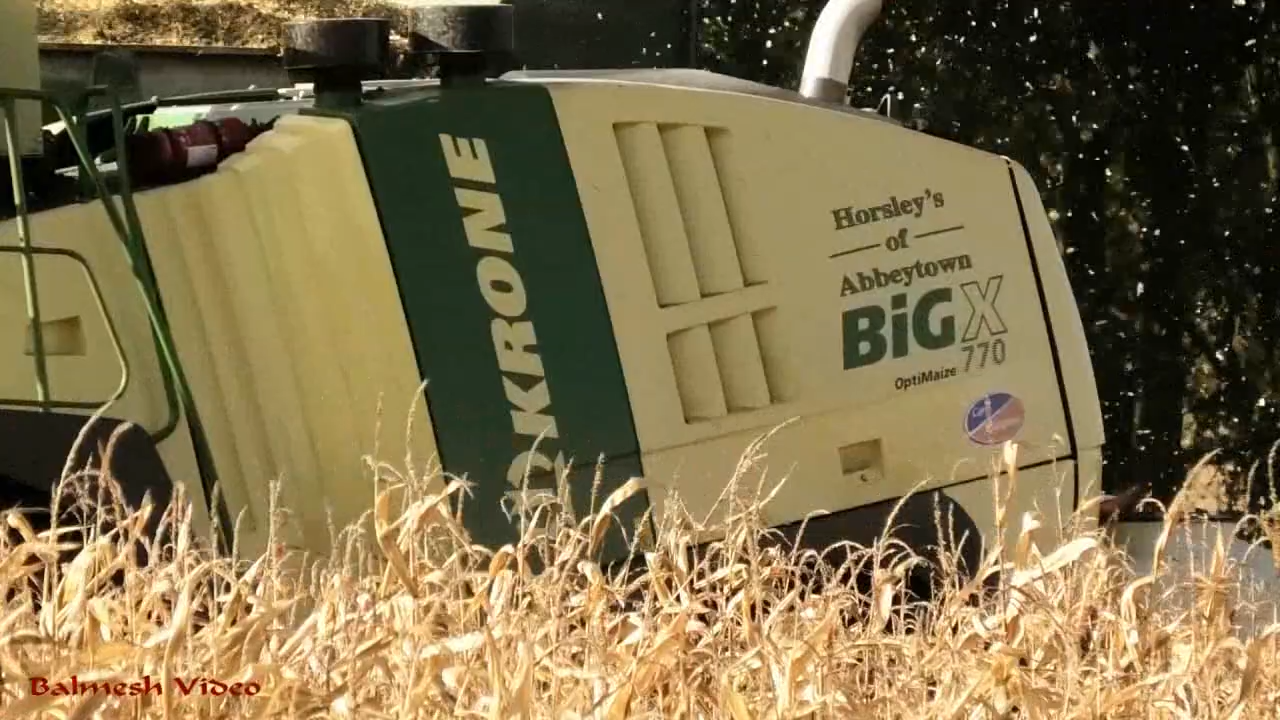 KRONE
Horsley's
of
Abbeytown
BiG X
770
OptiMaize
Balmesh Video